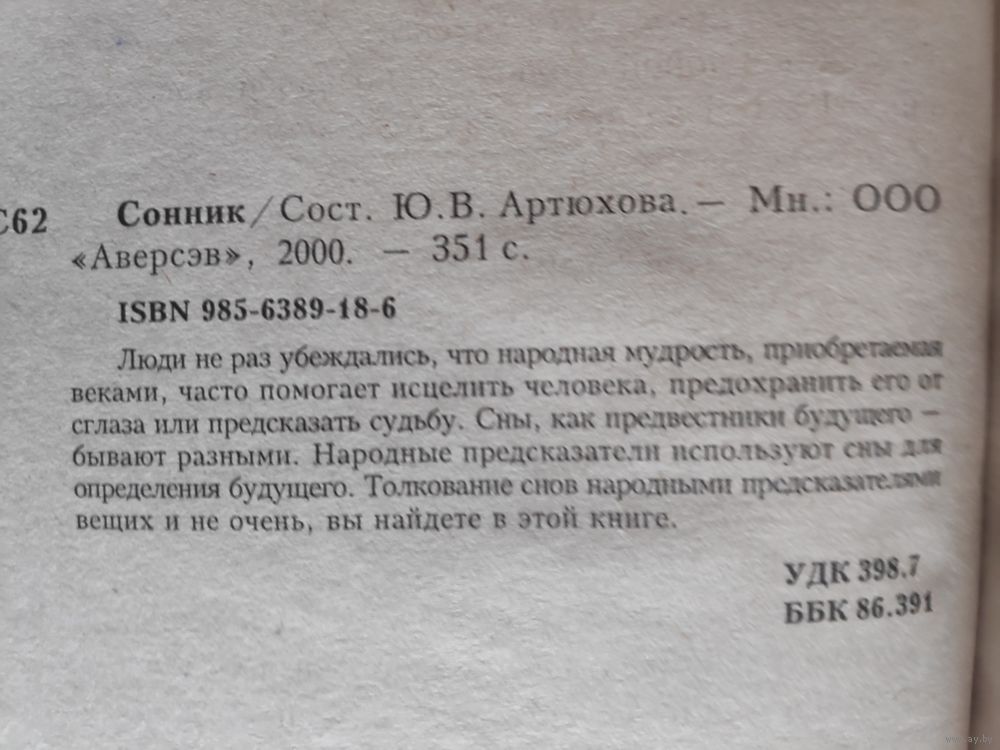 С62 Сонник/Сост. Ю.В. Артюхова.— Мн.: ООО
«Аверсэв», 2000. — 351 с.
ISBN 985-6389-18-6
Люди не раз убеждались, что народная мудрость, приобретаемая
веками, часто помогает исцелить человека, предохранить его от
сглаза или предсказать судьбу. Сны, как предвестники будущего —
бывают разными. Народные предсказатели используют сны для
определения будущего. Толкование снов народными предсказателями
вещих и не очень, вы найдете в этой книге.
УДК 398.7
ББК 86.391